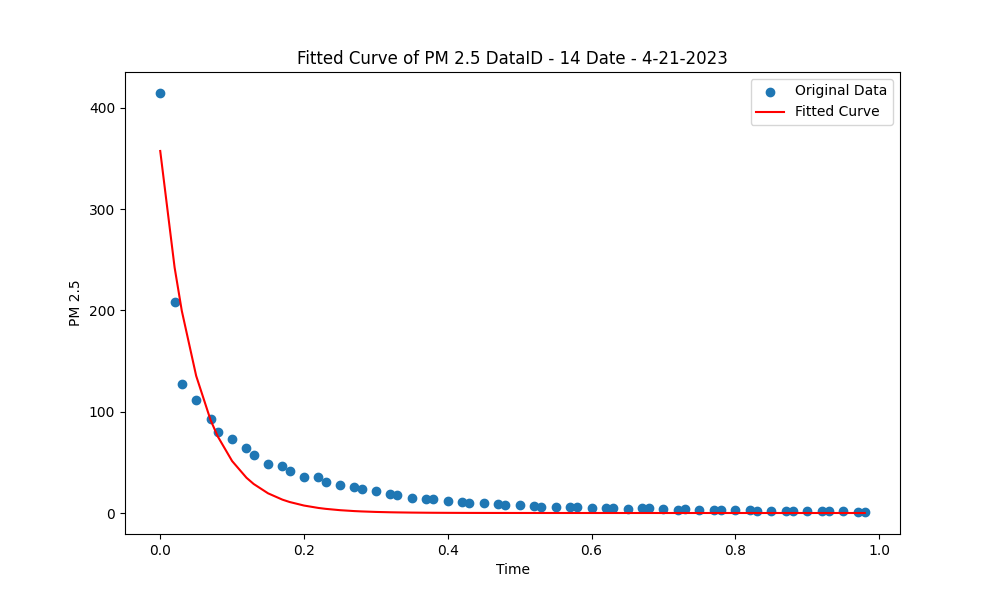 Fitted Curve of PM 2.5 DataID - 14 Date - 4-21-2023
Original Data
Fitted Curve
400
300
200
100
0
PM 2.5
0.0
0.2
0.4
0.6
0.8
1.0
Time